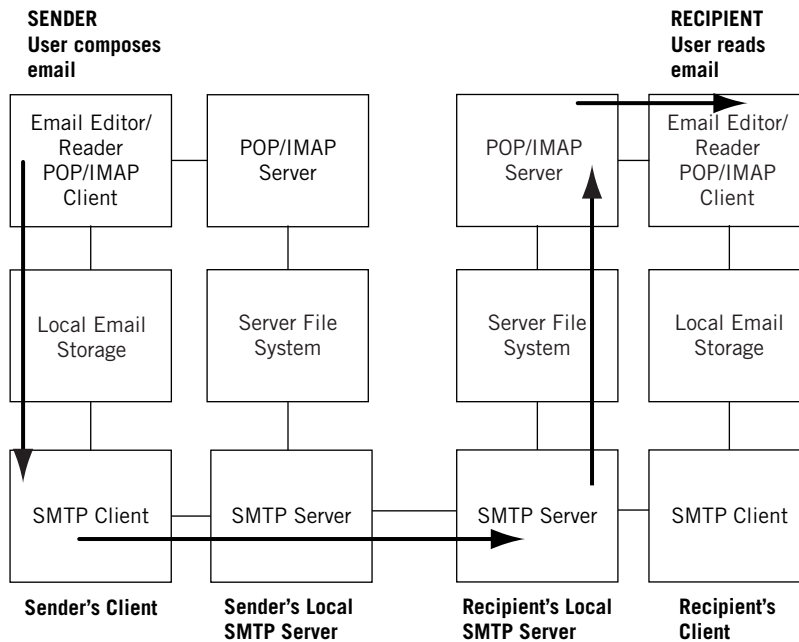 SENDER
User composes
email
RECIPIENT
User reads
email
Email Editor/
Reader
POP/IMAP
Client
POP/IMAP
Server
POP/IMAP
Server
Email Editor/
Reader
POP/IMAP
Client
Local Email
Storage
Server File
System
Server File
System
Local Email
Storage
SMTP Client
SMTP Server
SMTP Server
SMTP Client
Sender's Client
Sender's Local
SMTP Server
Recipient's Local
SMTP Server
Recipient's
Client